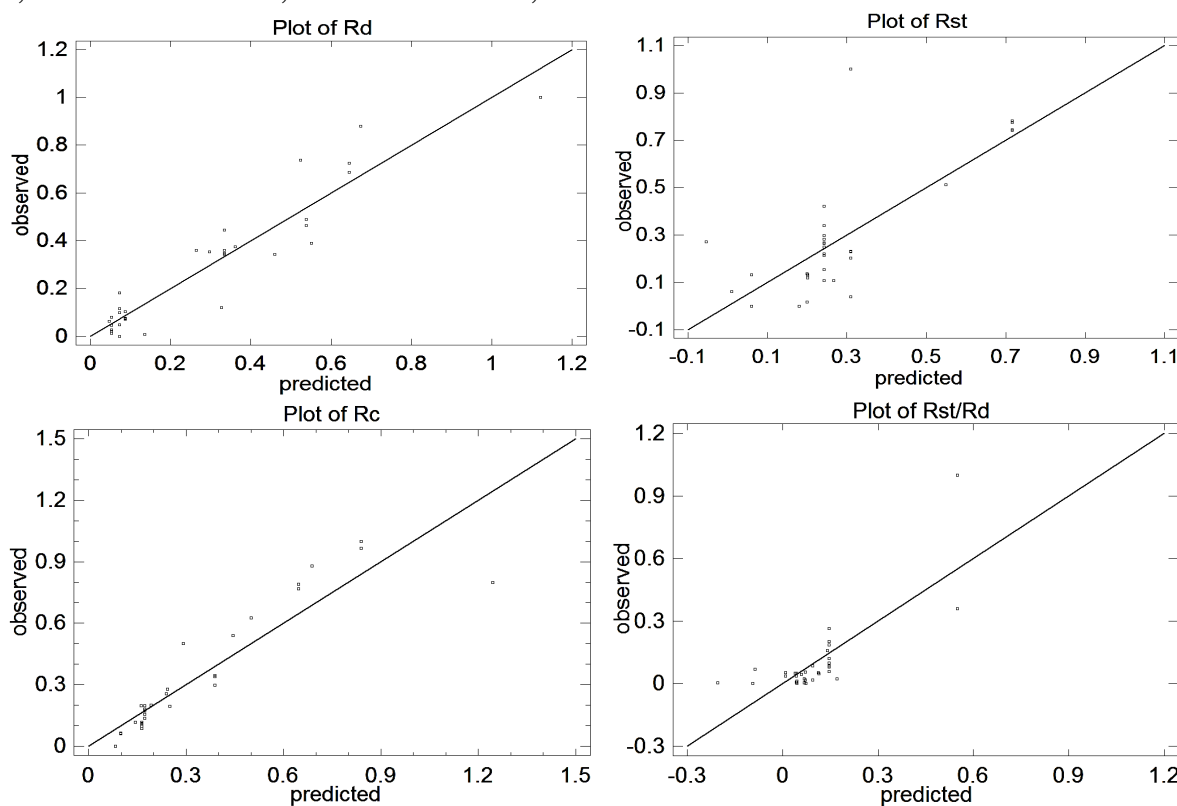 Plot of Rd
1.2
1
0.8
0.6
0.4
0.2
0
observed
0 0.2 0.4 0.6 0.8 1 1.2
predicted
Plot of Rst
1.1
0.9
0.7
0.5
0.3
0.1
-0.1
observed
-0.1 0.1 0.3 0.5 0.7 0.9 1.1
predicted
Plot of Rc
1.5
1.2
0.9
0.6
0.3
0
observed
0 0.3 0.6 0.9 1.2 1.5
predicted
Plot of Rst/Rd
1.2
0.9
0.6
0.3
0
-0.3
observed
-0.3 0 0.3 0.6 0.9 1.2
predicted